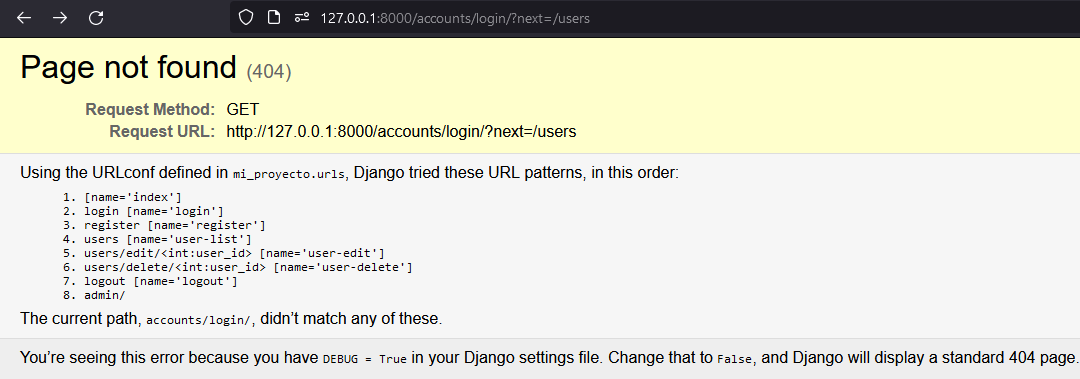 127.0.0.1:8000/accounts/login/?next=/users
Page not found (404)
Request Method: GET
Request URL: http://127.0.0.1:8000/accounts/login/?next=/users
Using the URLconf defined in mi_proyecto.urls, Django tried these URL patterns, in this order:
1. [name='index']
2. login [name='login']
3. register [name='register']
4. users [name='user-list']
5. users/edit/<int:user_id> [name='user-edit']
6. users/delete/<int:user_id> [name='user-delete']
7. logout [name='logout']
8. admin/
The current path, accounts/login/, didn’t match any of these.
You’re seeing this error because you have DEBUG = True in your Django settings file. Change that to False, and Django will display a standard 404 page.